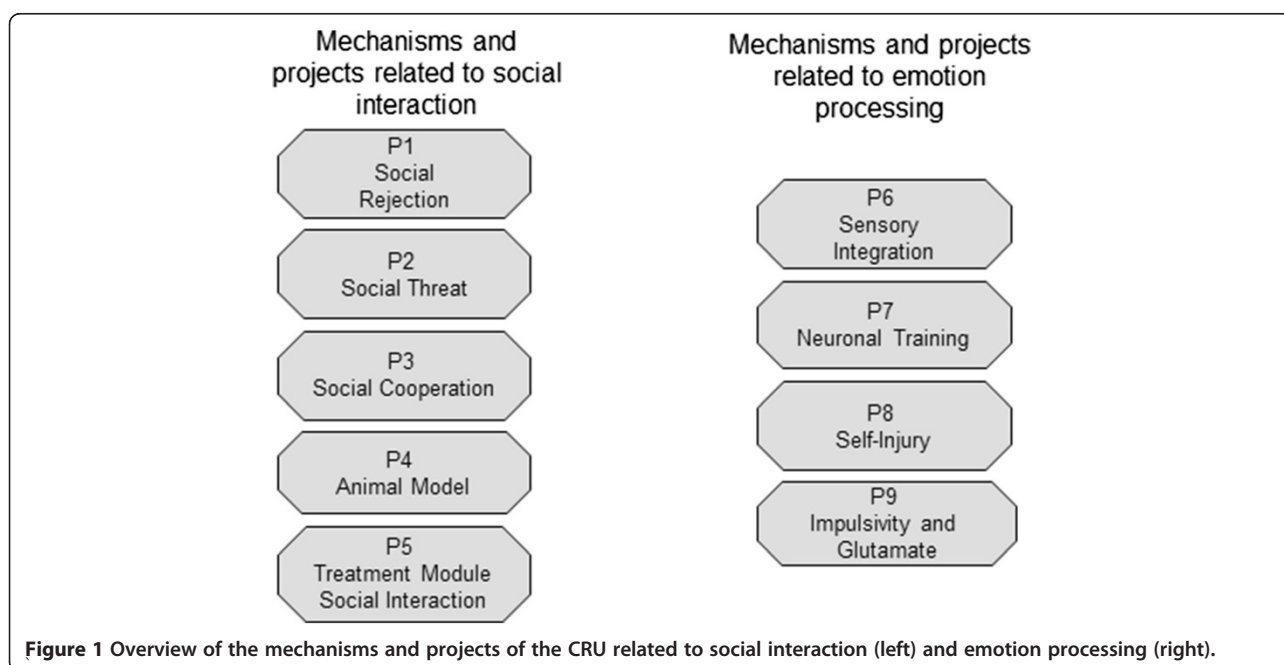 Mechanisms and
projects related to social
interaction
P1
Social
Rejection
P2
Social Threat
P3
Social Cooperation
P4
Animal Model
P5
Treatment Module
Social Interaction
Mechanisms and projects
related to emotion
processing
P6
Sensory
Integration
P7
Neuronal Training
P8
Self-Injury
P9
Impulsivity and
Glutamate
Figure 1 Overview of the mechanisms and projects of the CRU related to social interaction (left) and emotion processing (right).